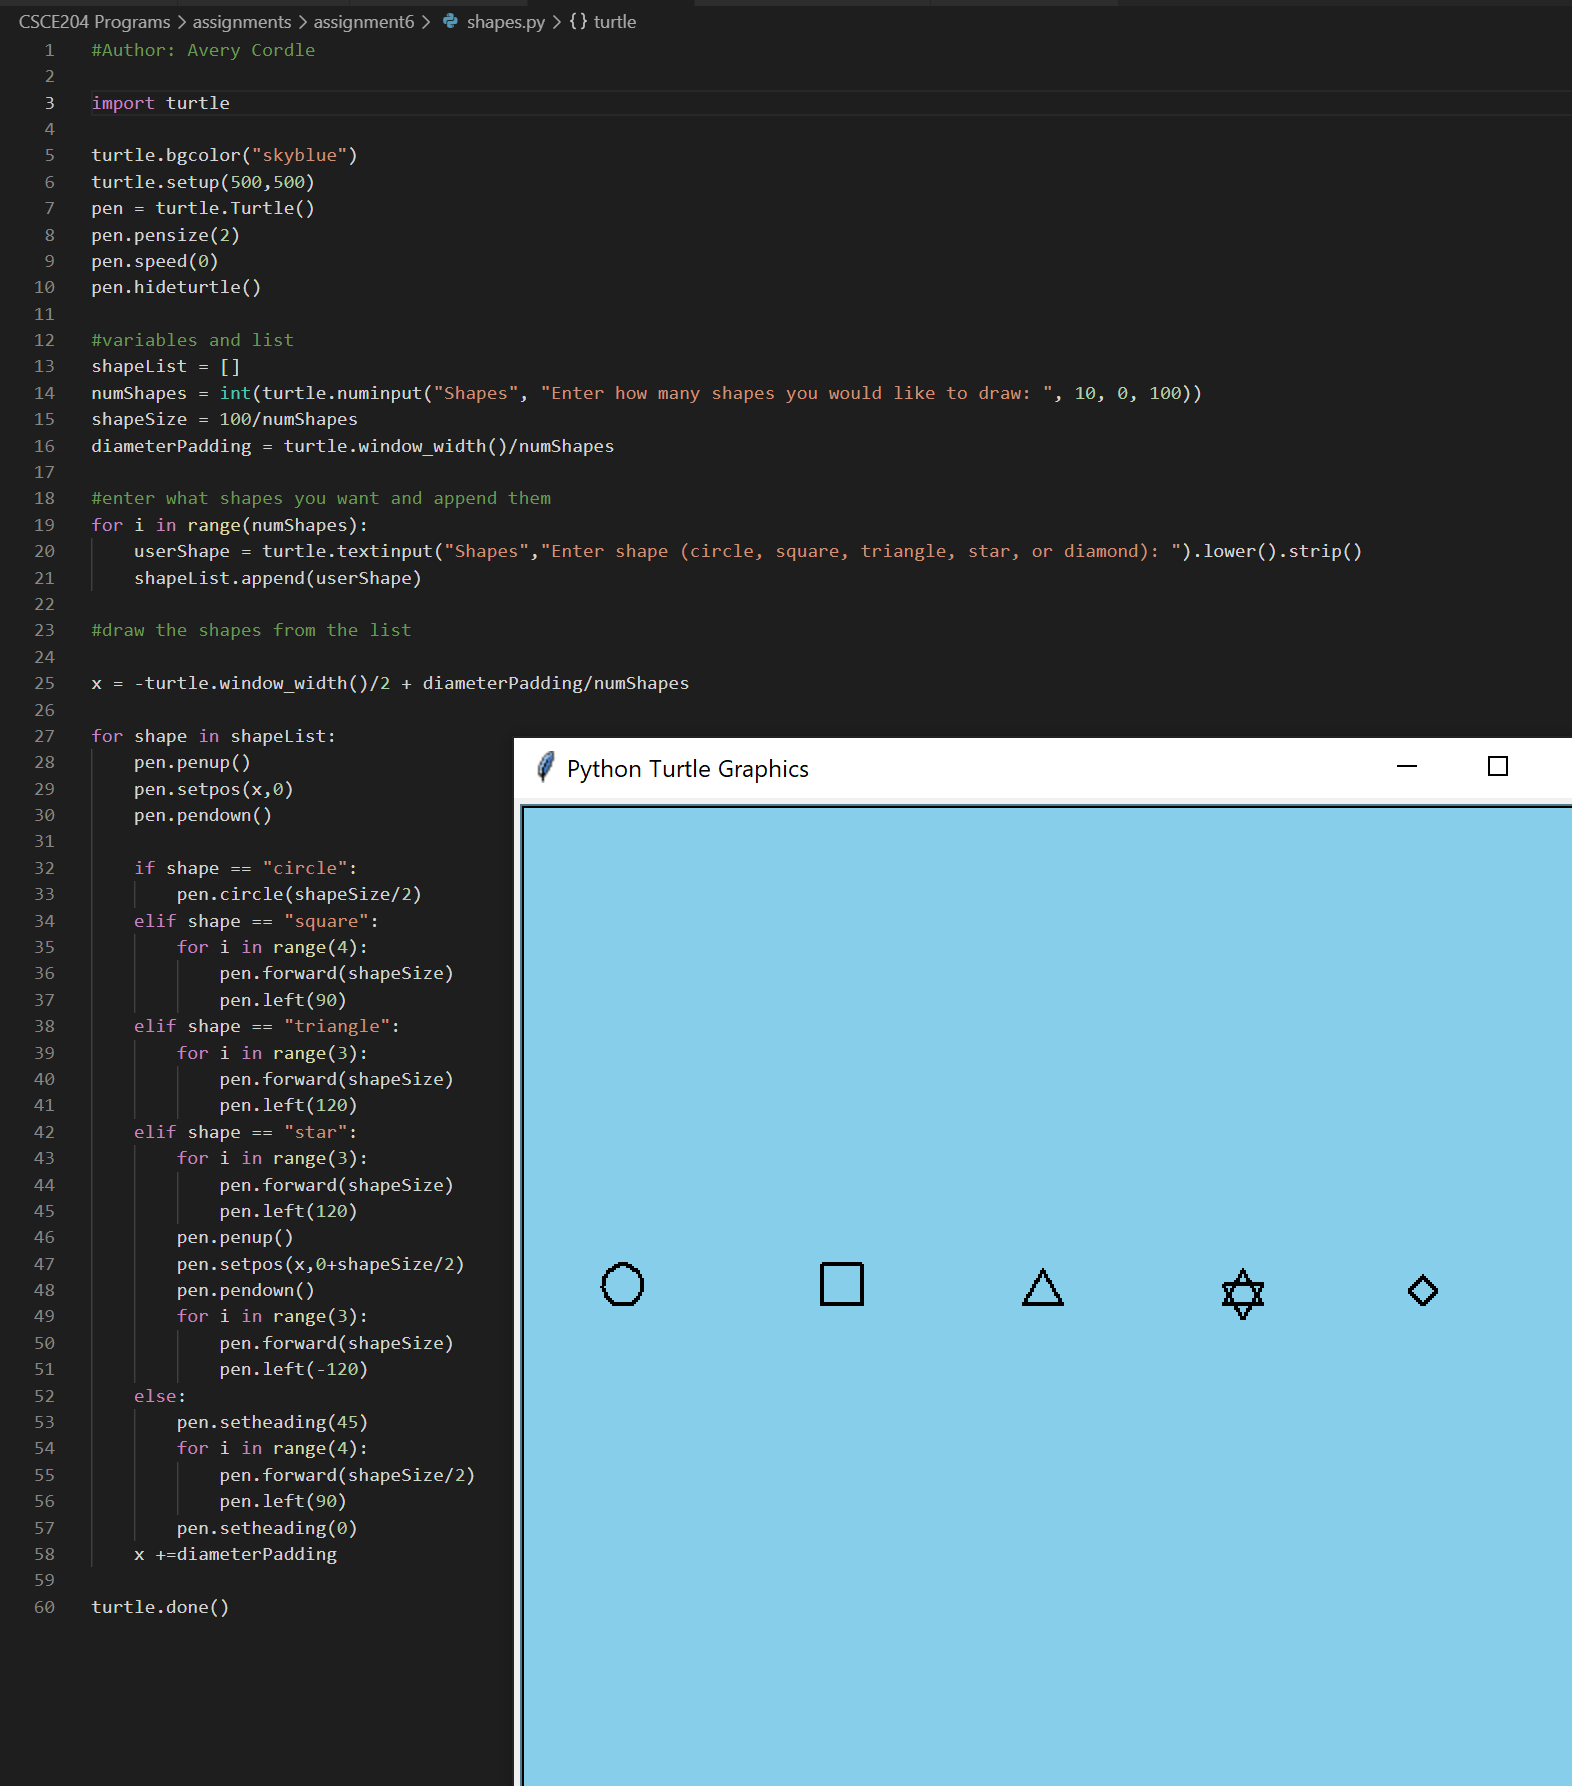 CSCE204 Programs > assignments > assignment6 > shapes.py > {} turtle
1 #Author: Avery Cordle
2
3 import turtle
4
5 turtle.bgcolor("skyblue")
6 turtle.setup(500,500)
7 pen = turtle.Turtle()
8 pen.pensize(2)
9 pen.speed(0)
10 pen.hideturtle()
11
12 #variables and list
13 shapeList = []
14 numShapes = int(turtle.numinput("Shapes", "Enter how many shapes you would like to draw: ", 10, 0, 100))
15 shapeSize = 100/numShapes
16 diameterPadding = turtle.window_width()/numShapes
17
18 #enter what shapes you want and append them
19 for i in range(numShapes):
20     userShape = turtle.textinput("Shapes","Enter shape (circle, square, triangle, star, or diamond): ").lower().strip()
21     shapeList.append(userShape)
22
23 #draw the shapes from the list
24
25 x = -turtle.window_width()/2 + diameterPadding/numShapes
26
27 for shape in shapeList:
28     pen.penup()
29     pen.setpos(x,0)
30     pen.pendown()
31
32     if shape == "circle":
33         pen.circle(shapeSize/2)
34     elif shape == "square":
35         for i in range(4):
36             pen.forward(shapeSize)
37             pen.left(90)
38     elif shape == "triangle":
39         for i in range(3):
40             pen.forward(shapeSize)
41             pen.left(120)
42     elif shape == "star":
43         for i in range(3):
44             pen.forward(shapeSize)
45             pen.left(120)
46         pen.penup()
47         pen.setpos(x,0+shapeSize/2)
48         pen.pendown()
49         for i in range(3):
50             pen.forward(shapeSize)
51             pen.left(-120)
52     else:
53         pen.setheading(45)
54         for i in range(4):
55             pen.forward(shapeSize/2)
56             pen.left(90)
57         pen.setheading(0)
58     x +=diameterPadding
59
60 turtle.done()
Python Turtle Graphics